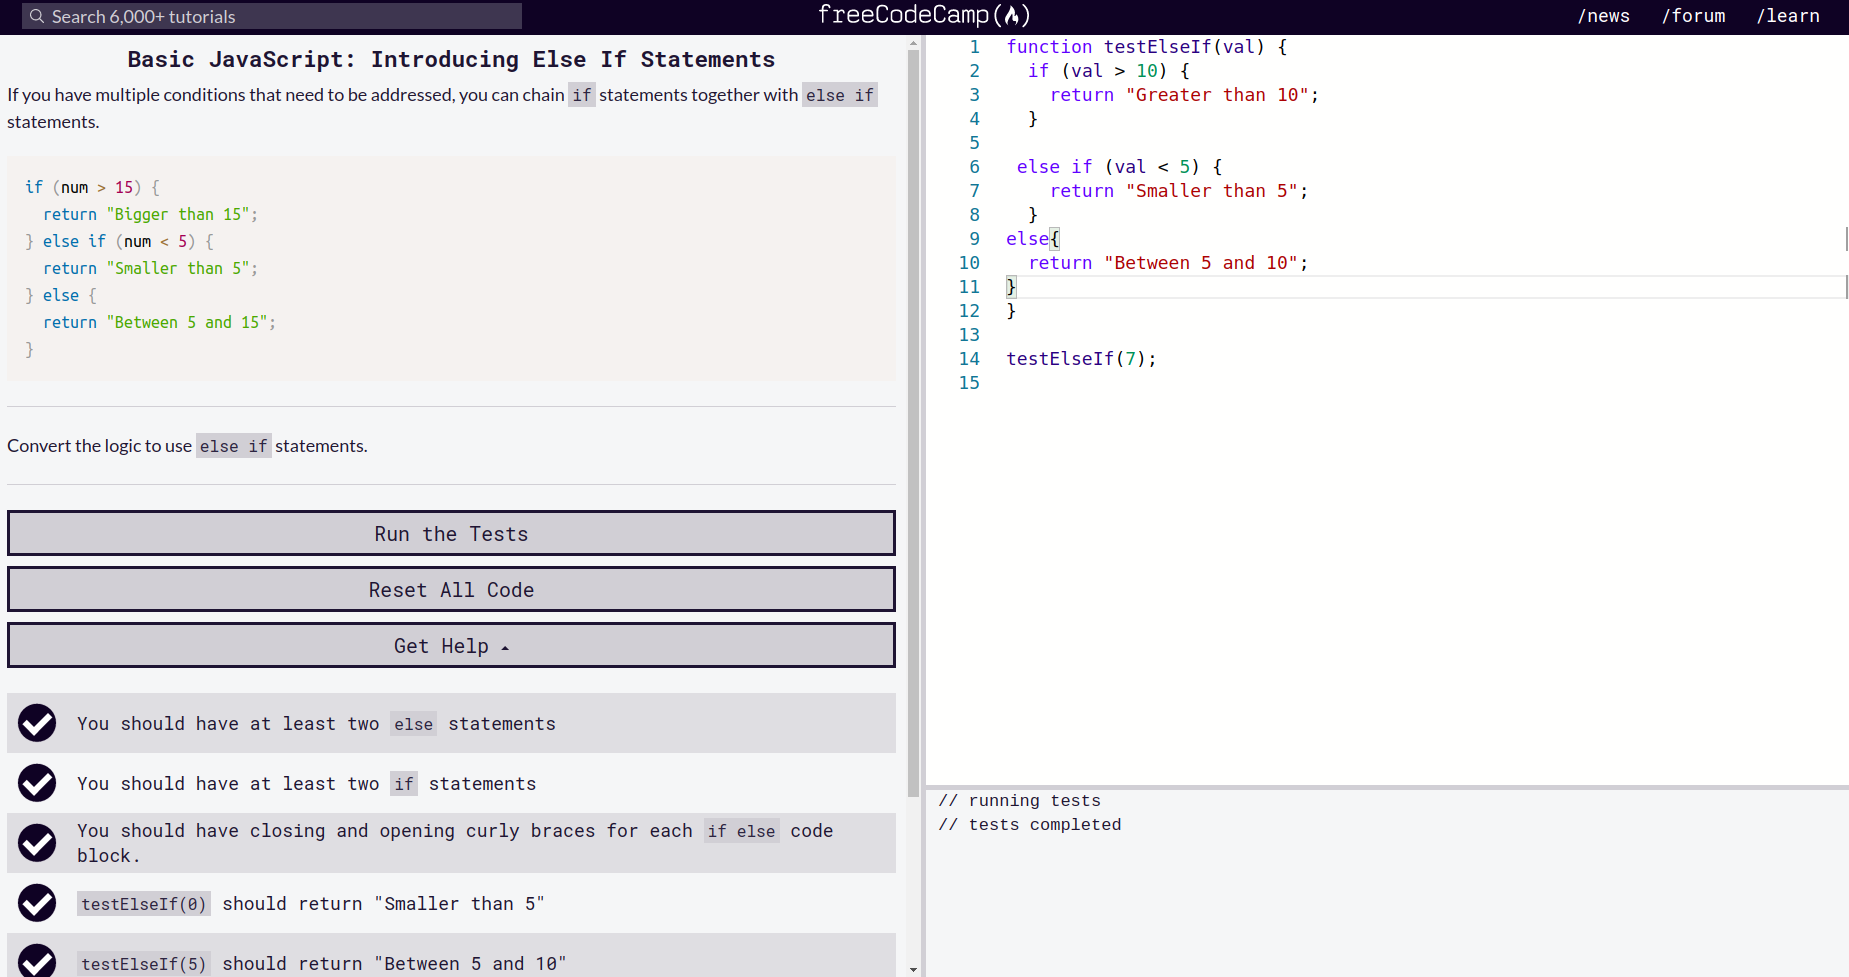 Search 6,000+ tutorials
freeCodeCamp
/news /forum /learn
Basic JavaScript: Introducing Else If Statements
If you have multiple conditions that need to be addressed, you can chain if statements together with else if
statements.
if (num > 15) {
  return "Bigger than 15";
} else if (num < 5) {
  return "Smaller than 5";
} else {
  return "Between 5 and 15";
}
Convert the logic to use else if statements.
Run the Tests
Reset All Code
Get Help
You should have at least two else statements
You should have at least two if statements
You should have closing and opening curly braces for each if else code
block.
testElseIf(0) should return "Smaller than 5"
testElseIf(5) should return "Between 5 and 10"
1 function testElseIf(val) {
2   if (val > 10) {
3     return "Greater than 10";
4   }
5
6  else if (val < 5) {
7     return "Smaller than 5";
8   }
9 else{
10   return "Between 5 and 10";
11 }
12 }
13
14 testElseIf(7);
15
// running tests
// tests completed